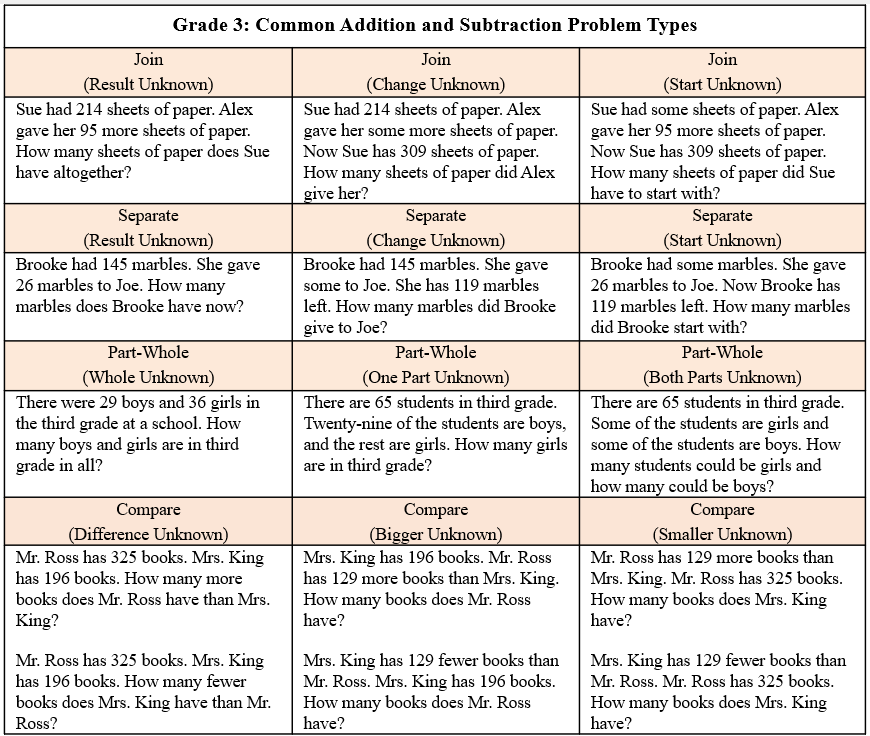 Grade 3: Common Addition and Subtraction Problem Types
Join
(Result Unknown)
Join
(Change Unknown)
Join
(Start Unknown)
Sue had 214 sheets of paper. Alex
gave her 95 more sheets of paper.
How many sheets of paper does Sue
have altogether?
Sue had 214 sheets of paper. Alex
gave her some more sheets of paper.
Now Sue has 309 sheets of paper.
How many sheets of paper did Alex
give her?
Sue had some sheets of paper. Alex
gave her 95 more sheets of paper.
Now Sue has 309 sheets of paper.
How many sheets of paper did Sue
have to start with?
Separate
(Result Unknown)
Separate
(Change Unknown)
Separate
(Start Unknown)
Brooke had 145 marbles. She gave
26 marbles to Joe. How many
marbles does Brooke have now?
Brooke had 145 marbles. She gave
some to Joe. She has 119 marbles
left. How many marbles did Brooke
give to Joe?
Brooke had some marbles. She gave
26 marbles to Joe. Now Brooke has
119 marbles left. How many marbles
did Brooke start with?
Part-Whole
(Whole Unknown)
Part-Whole
(One Part Unknown)
Part-Whole
(Both Parts Unknown)
There were 29 boys and 36 girls in
the third grade at a school. How
many boys and girls are in third
grade in all?
There are 65 students in third grade.
Twenty-nine of the students are boys,
and the rest are girls. How many girls
are in third grade?
There are 65 students in third grade.
Some of the students are girls and
some of the students are boys. How
many students could be girls and
how many could be boys?
Compare
(Difference Unknown)
Compare
(Bigger Unknown)
Compare
(Smaller Unknown)
Mr. Ross has 325 books. Mrs. King
has 196 books. How many more
books does Mr. Ross have than Mrs.
King?
Mr. Ross has 325 books. Mrs. King
has 196 books. How many fewer
books does Mrs. King have than Mr.
Ross?
Mrs. King has 196 books. Mr. Ross
has 129 more books than Mrs. King.
How many books does Mr. Ross
have?
Mrs. King has 129 fewer books than
Mr. Ross. Mrs. King has 196 books.
How many books does Mr. Ross
have?
Mr. Ross has 129 more books than
Mrs. King. Mr. Ross has 325 books.
How many books does Mrs. King
have?
Mrs. King has 129 fewer books than
Mr. Ross. Mr. Ross has 325 books.
How many books does Mrs. King
have?